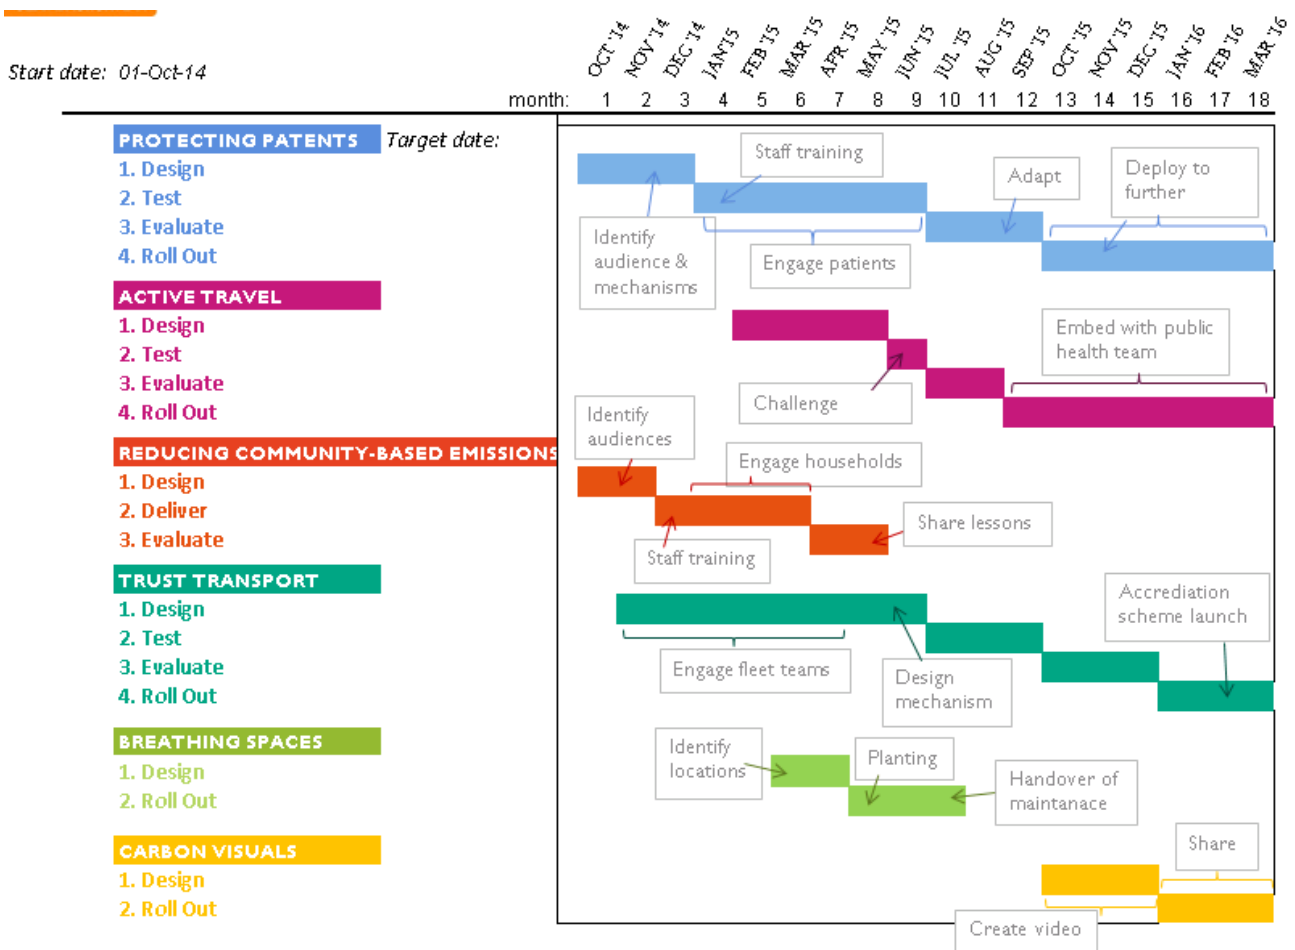 OCT '14 NOV '14 DEC '14 JAN'15 FEB '15 MAR '15 APR '15 MAY '15 JUN '15 JUL '15 AUG '15 SEP '15 OCT '15 NOV '15 DEC '15 JAN '16 FEB '16 MAR '16
Start date: 01-Oct-14
month: 1 2 3 4 5 6 7 8 9 10 11 12 13 14 15 16 17 18
PROTECTING PATENTS Target date:
1. Design
2. Test
3. Evaluate
4. Roll Out
Staff training
Adapt
Deploy to
further
Identify
audience &
mechanisms
Engage patients
ACTIVE TRAVEL
1. Design
2. Test
3. Evaluate
4. Roll Out
Embed with public
health team
Challenge
REDUCING COMMUNITY-BASED EMISSIONS
1. Design
2. Deliver
3. Evaluate
Identify
audiences
Engage households
Share lessons
Staff training
TRUST TRANSPORT
1. Design
2. Test
3. Evaluate
4. Roll Out
Accrediation
scheme launch
Engage fleet teams
Design
mechanism
BREATHING SPACES
1. Design
2. Roll Out
Identify
locations
Planting
Handover of
maintanace
CARBON VISUALS
1. Design
2. Roll Out
Share
Create video